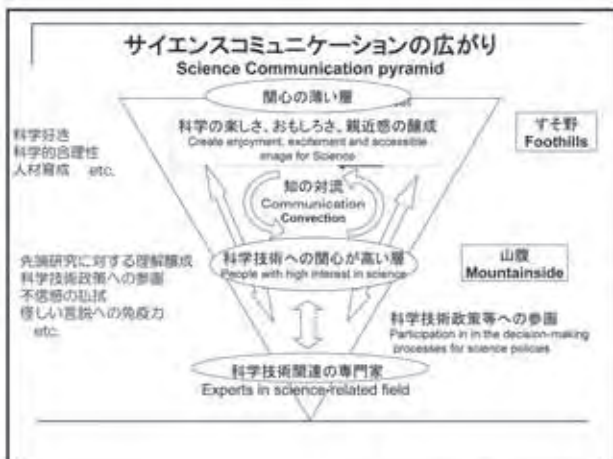 サイエンスコミュニケーションの広がり
Science Communication pyramid
関心の薄い層
科学の楽しさ、おもしろさ、親近感の醸成
Create enjoyment, excitement and accessible
image for Science
科学好き
科学的合理性
人材育成 etc.
すそ野
Foothills
知の対流
Communication
Convection
科学技術への関心が高い層
People with high interest in science
山腹
Mountainside
先端研究に対する理解醸成
科学技術政策への参画
不信感の払拭
怪しい言説への免疫力
etc.
科学技術政策等への参画
Participation in in the decision-making
processes for science policies
科学技術関連の専門家
Experts in science-related field